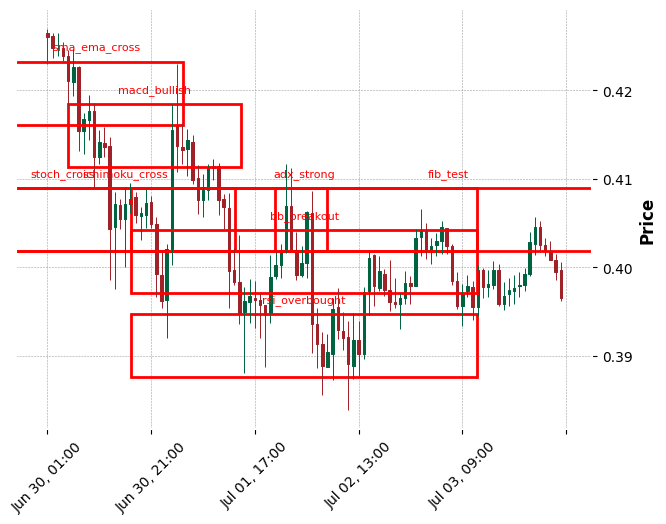 sma_ema_cross
macd_bullish
stoch_cross
ichimoku_cross
adx_strong
fib_test
bb_breakout
rsi_overbought
0.42
0.41
0.40
0.39
Price
Jun 30, 01:00
Jun 30, 21:00
Jul 01, 17:00
Jul 02, 13:00
Jul 03, 09:00